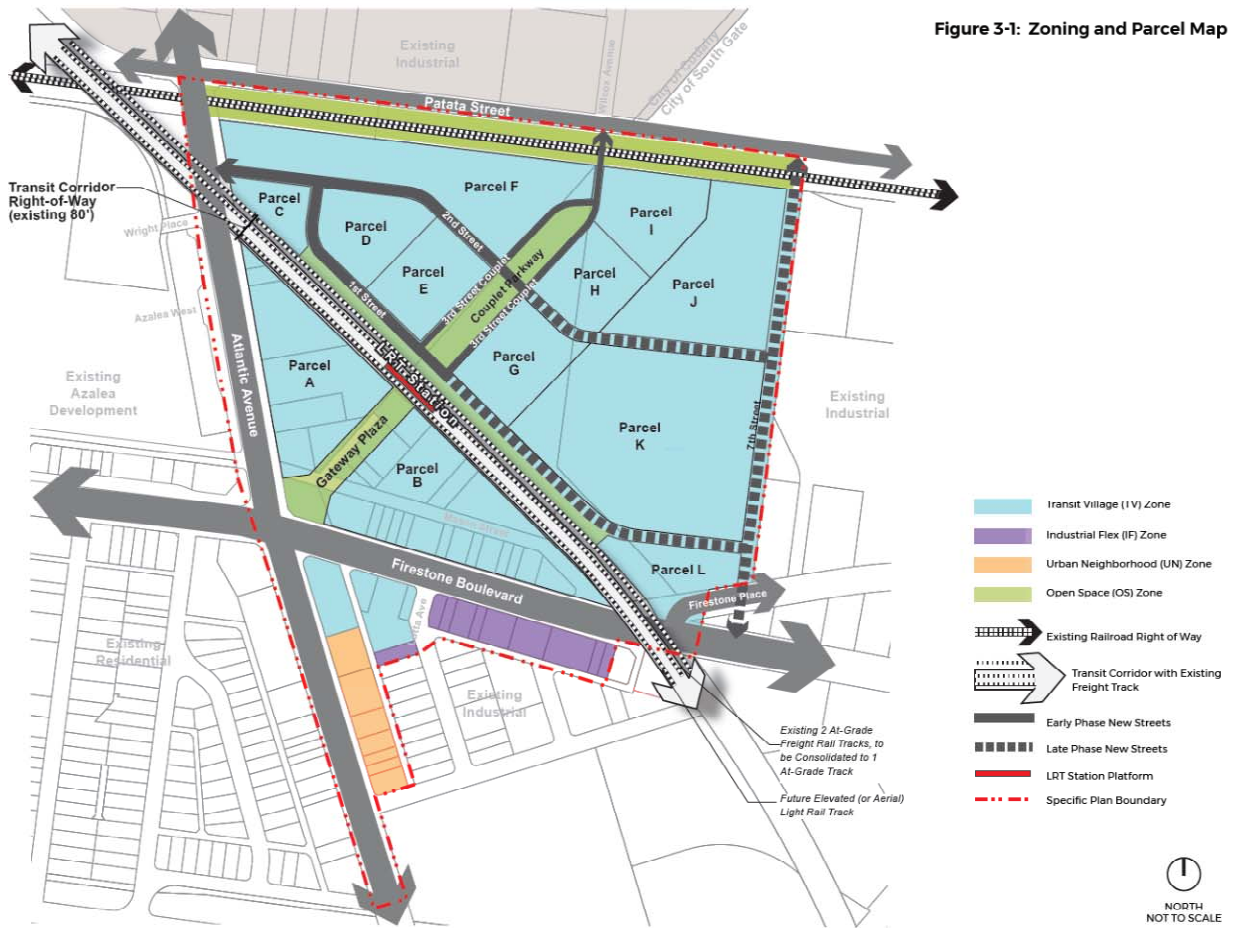 Figure 3-1: Zoning and Parcel Map
Existing
Industrial
Wilcox Avenue
City of Cudahy
City of South Gate
Patata Street
Transit Corridor
Right-of-Way
(existing 80')
Wright Place
Azalea West
Existing
Azalea
Development
Atlantic Avenue
Parcel
C
Parcel F
Parcel
D
2nd Street
Parcel
I
Parcel
E
3rd Street Couplet
Couplet Parkway
3rd Street Couplet
Parcel
H
Parcel
J
1st Street
Parcel
G
LRT Station
Parcel
A
Gateway Plaza
Parcel
B
Parcel
K
7th Street
Existing
Industrial
Mason Street
Parcel L
Firestone Place
Firestone Boulevard
Existing
Residential
Existing
Industrial
Existing 2 At-Grade
Freight Rail Tracks, to
be Consolidated to 1
At-Grade Track
Future Elevated (or Aerial)
Light Rail Track
Transit Village (TV) Zone
Industrial Flex (IF) Zone
Urban Neighborhood (UN) Zone
Open Space (OS) Zone
Existing Railroad Right of Way
Transit Corridor with Existing
Freight Track
Early Phase New Streets
Late Phase New Streets
LRT Station Platform
Specific Plan Boundary
NORTH
NOT TO SCALE